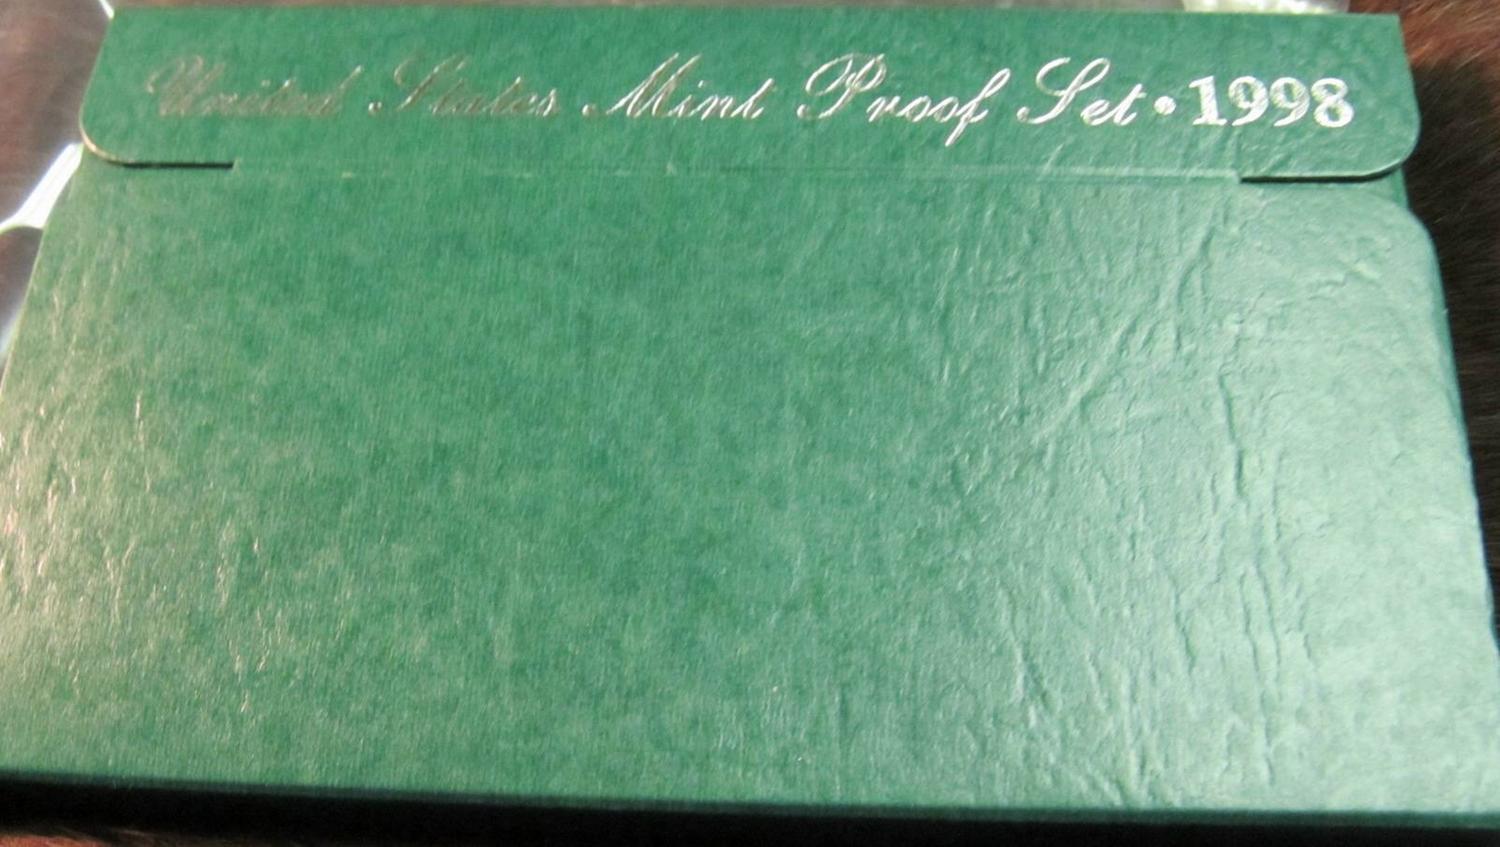 United States Mint Proof Set • 1998